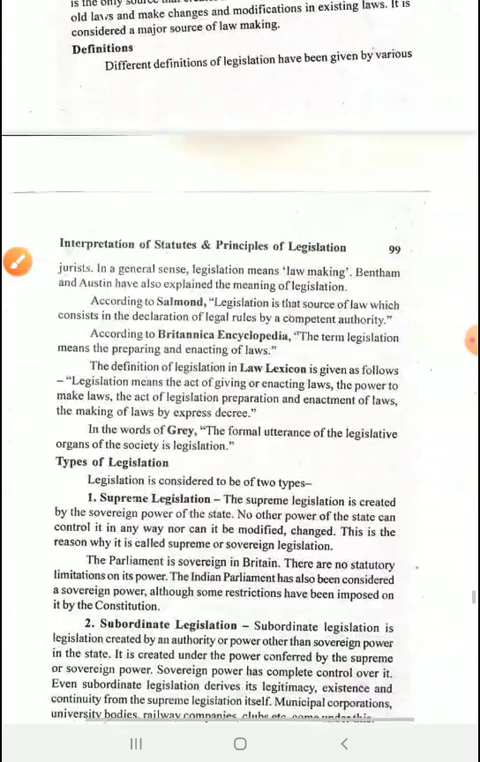 is the only source that
old laws and make changes and modifications in existing laws. It is
considered a major source of law making.
Definitions
Different definitions of legislation have been given by various
Interpretation of Statutes & Principles of Legislation 99
jurists. In a general sense, legislation means 'law making'. Bentham
and Austin have also explained the meaning of legislation.
According to Salmond, "Legislation is that source of law which
consists in the declaration of legal rules by a competent authority."
According to Britannica Encyclopedia, "The term legislation
means the preparing and enacting of laws."
The definition of legislation in Law Lexicon is given as follows
–"Legislation means the act of giving or enacting laws, the power to
make laws, the act of legislation preparation and enactment of laws,
the making of laws by express decree."
In the words of Grey, "The formal utterance of the legislative
organs of the society is legislation."
Types of Legislation
Legislation is considered to be of two types–
1. Supreme Legislation – The supreme legislation is created
by the sovereign power of the state. No other power of the state can
control it in any way nor can it be modified, changed. This is the
reason why it is called supreme or sovereign legislation.
The Parliament is sovereign in Britain. There are no statutory
limitations on its power. The Indian Parliament has also been considered
a sovereign power, although some restrictions have been imposed on
it by the Constitution.
2. Subordinate Legislation – Subordinate legislation is
legislation created by an authority or power other than sovereign power
in the state. It is created under the power conferred by the supreme
or sovereign power. Sovereign power has complete control over it.
Even subordinate legislation derives its legitimacy, existence and
continuity from the supreme legislation itself. Municipal corporations,
university bodies, railway companies, clubs etc. come under this.